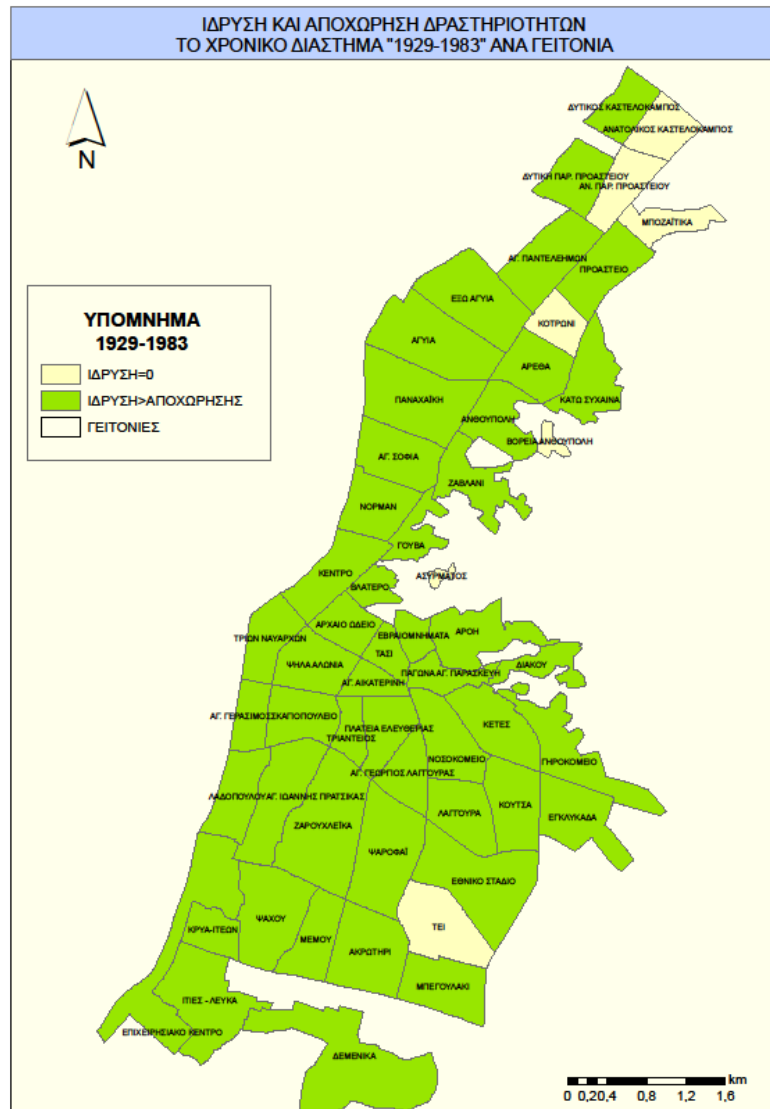 ΙΔΡΥΣΗ ΚΑΙ ΑΠΟΧΩΡΗΣΗ ΔΡΑΣΤΗΡΙΟΤΗΤΩΝ
ΤΟ ΧΡΟΝΙΚΟ ΔΙΑΣΤΗΜΑ "1929-1983" ΑΝΑ ΓΕΙΤΟΝΙΑ
N
ΥΠΟΜΝΗΜΑ
1929-1983
ΙΔΡΥΣΗ=0
ΙΔΡΥΣΗ>ΑΠΟΧΩΡΗΣΗΣ
ΓΕΙΤΟΝΙΕΣ
ΔΥΤΙΚΟΣ ΚΑΣΤΕΛΟΚΑΜΠΟΣ
ΑΝΑΤΟΛΙΚΟΣ ΚΑΣΤΕΛΟΚΑΜΠΟΣ
ΔΥΤΙΚΗ ΠΑΡ. ΠΡΟΑΣΤΕΙΟΥ
ΑΝ. ΠΑΡ. ΠΡΟΑΣΤΕΙΟΥ
ΜΠΟΖΑΪΤΙΚΑ
ΑΓ. ΠΑΝΤΕΛΕΗΜΩΝ
ΠΡΟΑΣΤΕΙΟ
ΕΞΩ ΑΓΥΙΑ
ΚΟΤΡΩΝΙ
ΑΓΥΙΑ
ΑΡΕΘΑ
ΠΑΝΑΧΑΪΚΗ
ΚΑΤΩ ΣΥΧΑΙΝΑ
ΑΝΘΟΥΠΟΛΗ
ΒΟΡΕΙΑ ΑΝΘΟΥΠΟΛΗ
ΑΓ. ΣΟΦΙΑ
ΖΑΒΛΑΝΙ
ΝΟΡΜΑΝ
ΓΟΥΒΑ
ΚΕΝΤΡΟ
ΑΣΥΡΜΑΤΟΣ
ΒΛΑΤΕΡΟ
ΑΡΧΑΙΟ ΩΔΕΙΟ
ΕΒΡΑΙΟΜΝΗΜΑΤΑ
ΑΡΟΗ
ΤΡΙΩΝ ΝΑΥΑΡΧΩΝ
ΤΑΣΙ
ΨΗΛΑ ΑΛΩΝΙΑ
ΠΑΓΩΝΑ
ΑΓ. ΠΑΡΑΣΚΕΥΗ
ΔΙΑΚΟΥ
ΑΓ. ΑΙΚΑΤΕΡΙΝΗ
ΑΓ. ΓΕΡΑΣΙΜΟΣ
ΣΚΑΓΙΟΠΟΥΛΕΙΟ
ΠΛΑΤΕΙΑ ΕΛΕΥΘΕΡΙΑΣ
ΚΕΤΕΣ
ΤΡΙΑΝΤΕΙΟΣ
ΝΟΣΟΚΟΜΕΙΟ
ΓΗΡΟΚΟΜΕΙΟ
ΑΓ. ΓΕΩΡΓΙΟΣ ΛΑΓΓΟΥΡΑΣ
ΛΑΔΟΠΟΥΛΟΥ
ΑΓ. ΙΩΑΝΝΗΣ ΠΡΑΤΣΙΚΑΣ
ΛΑΓΓΟΥΡΑ
ΚΟΥΤΣΑ
ΕΓΛΥΚΑΔΑ
ΖΑΡΟΥΧΛΕΪΚΑ
ΨΑΡΟΦΑΪ
ΕΘΝΙΚΟ ΣΤΑΔΙΟ
ΨΑΧΟΥ
ΚΡΥΑ-ΙΤΕΩΝ
ΤΕΙ
ΜΕΜΟΥ
ΑΚΡΩΤΗΡΙ
ΜΠΕΓΟΥΛΑΚΙ
ΙΤΙΕΣ - ΛΕΥΚΑ
ΕΠΙΧΕΙΡΗΣΙΑΚΟ ΚΕΝΤΡΟ
ΔΕΜΕΝΙΚΑ
km
0 0,20,4 0,8 1,2 1,6